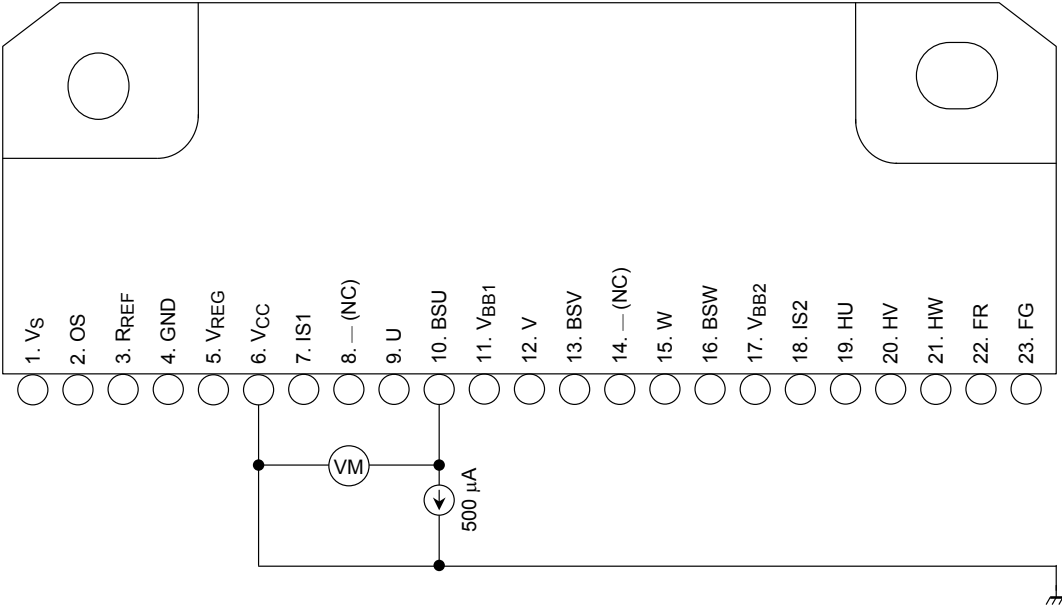 1. VS
2. OS
3. RREF
4. GND
5. VREG
6. VCC
7. IS1
8. — (NC)
9. U
10. BSU
11. VBB1
12. V
13. BSV
14. — (NC)
15. W
16. BSW
17. VBB2
18. IS2
19. HU
20. HV
21. HW
22. FR
23. FG
VM
500 μA